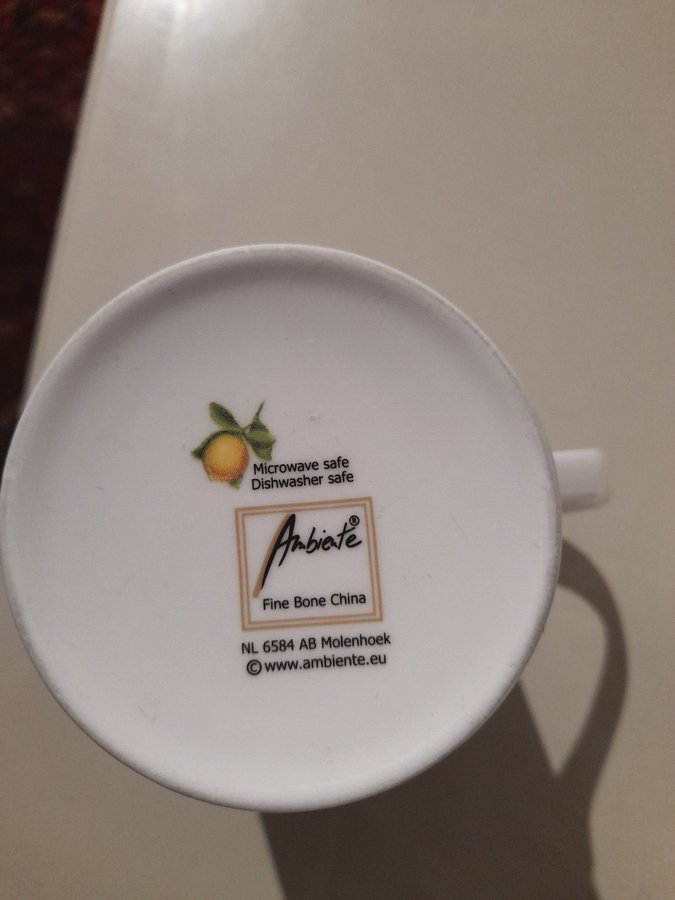 Microwave safe
Dishwasher safe
Ambiente®
Fine Bone China
NL 6584 AB Molenhoek
©www.ambiente.eu